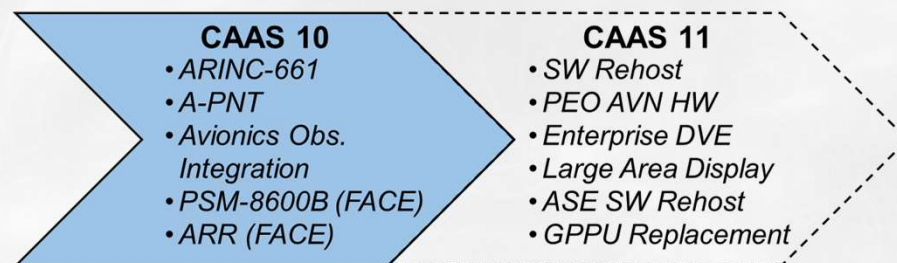 CAAS 10
• ARINC-661
• A-PNT
• Avionics Obs.
Integration
• PSM-8600B (FACE)
• ARR (FACE)
CAAS 11
• SW Rehost
• PEO AVN HW
• Enterprise DVE
• Large Area Display
• ASE SW Rehost
• GPPU Replacement